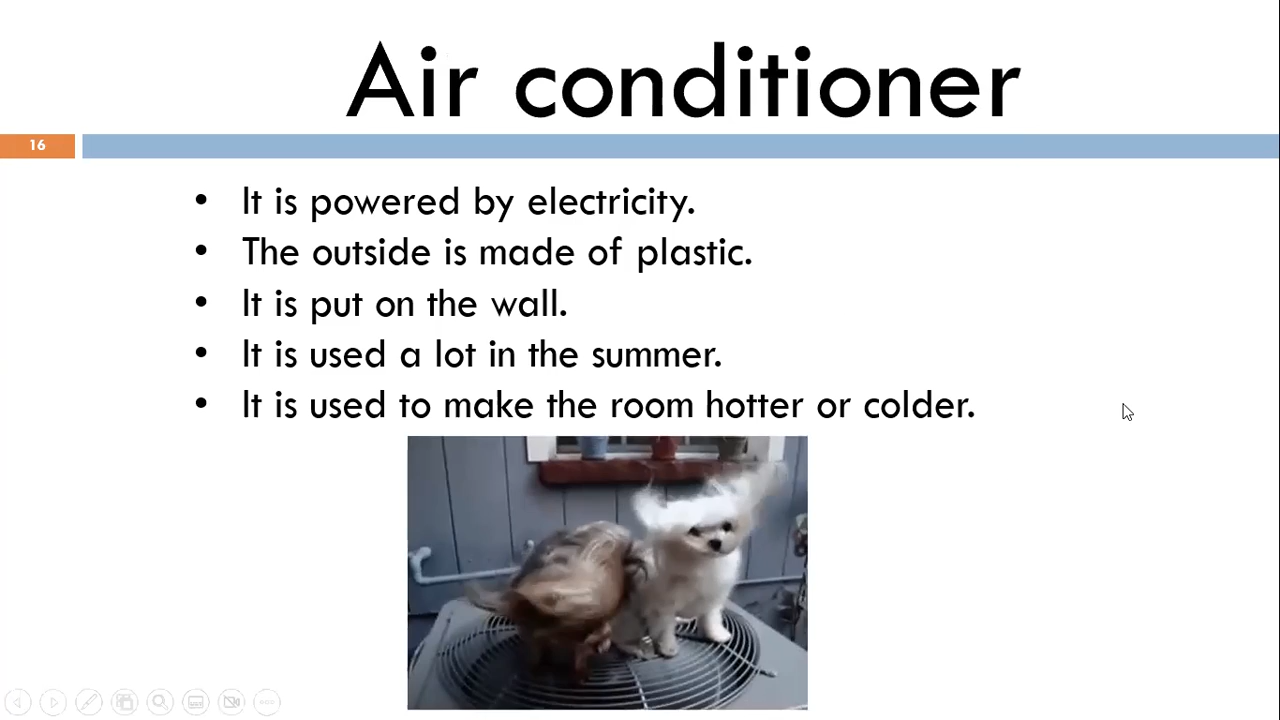 Air conditioner
16
• It is powered by electricity.
• The outside is made of plastic.
• It is put on the wall.
• It is used a lot in the summer.
• It is used to make the room hotter or colder.